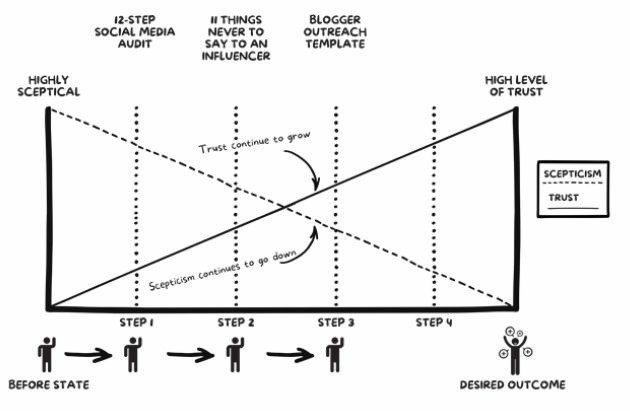 12-STEP
SOCIAL MEDIA
AUDIT
11 THINGS
NEVER TO
SAY TO AN
INFLUENCER
BLOGGER
OUTREACH
TEMPLATE
HIGHLY
SCEPTICAL
HIGH LEVEL
OF TRUST
Trust continue to grow
SCEPTICISM
TRUST
Scepticism continues to go down
STEP 1
STEP 2
STEP 3
STEP 4
BEFORE STATE
DESIRED OUTCOME